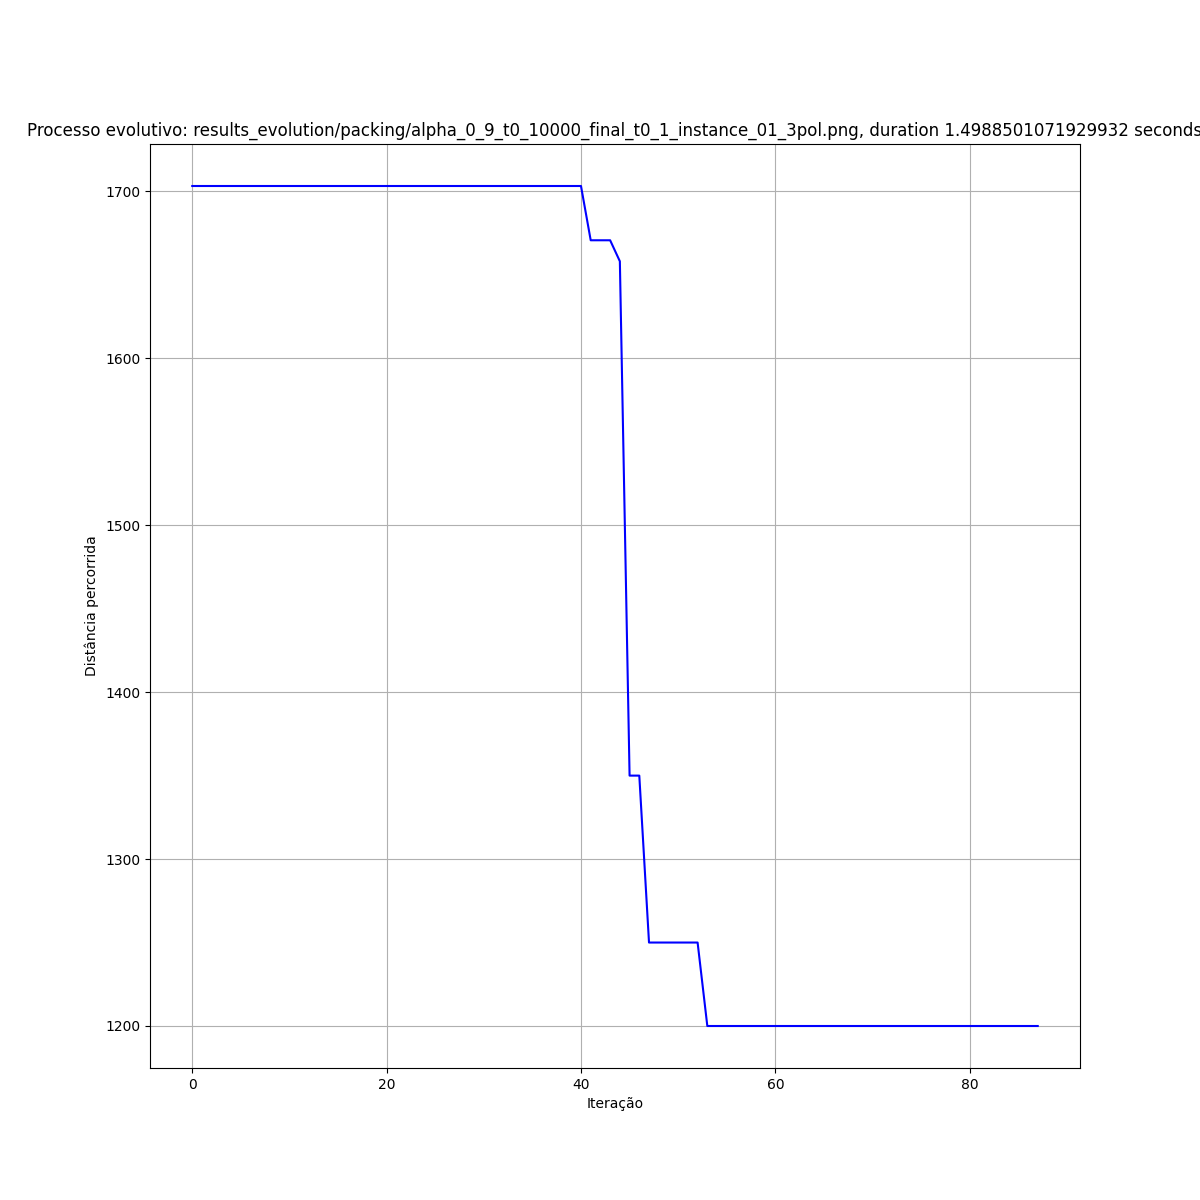 Processo evolutivo: results_evolution/packing/alpha_0_9_t0_10000_final_t0_1_instance_01_3pol.png, duration 1.4988501071929932 seconds
1700
1600
1500
1400
1300
1200
Distância percorrida
0 20 40 60 80
Iteração